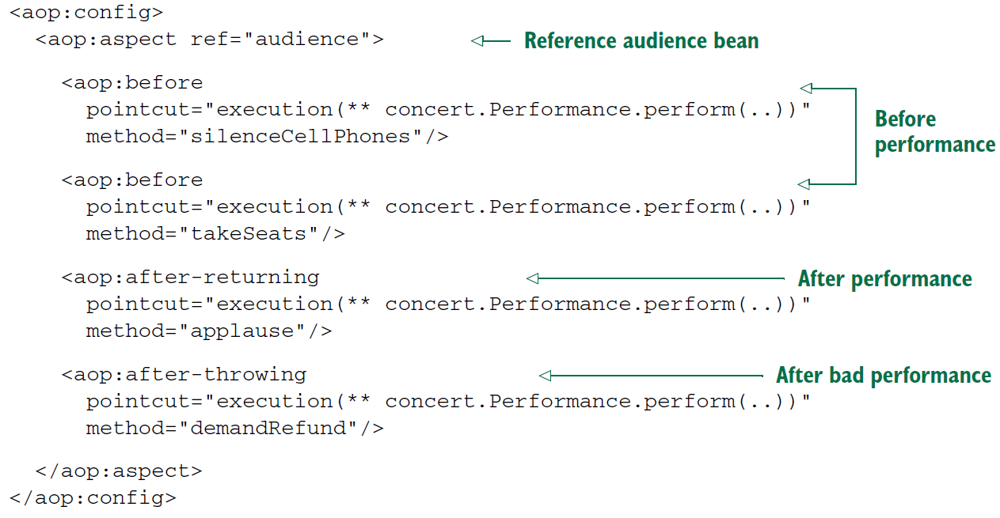 <aop:config>
<aop:aspect ref="audience"> Reference audience bean
<aop:before
pointcut="execution(** concert.Performance.perform(..))"
method="silenceCellPhones"/>
Before
performance
<aop:before
pointcut="execution(** concert.Performance.perform(..))"
method="takeSeats"/>
<aop:after-returning After performance
pointcut="execution(** concert.Performance.perform(..))"
method="applause"/>
<aop:after-throwing After bad performance
pointcut="execution(** concert.Performance.perform(..))"
method="demandRefund"/>
</aop:aspect>
</aop:config>